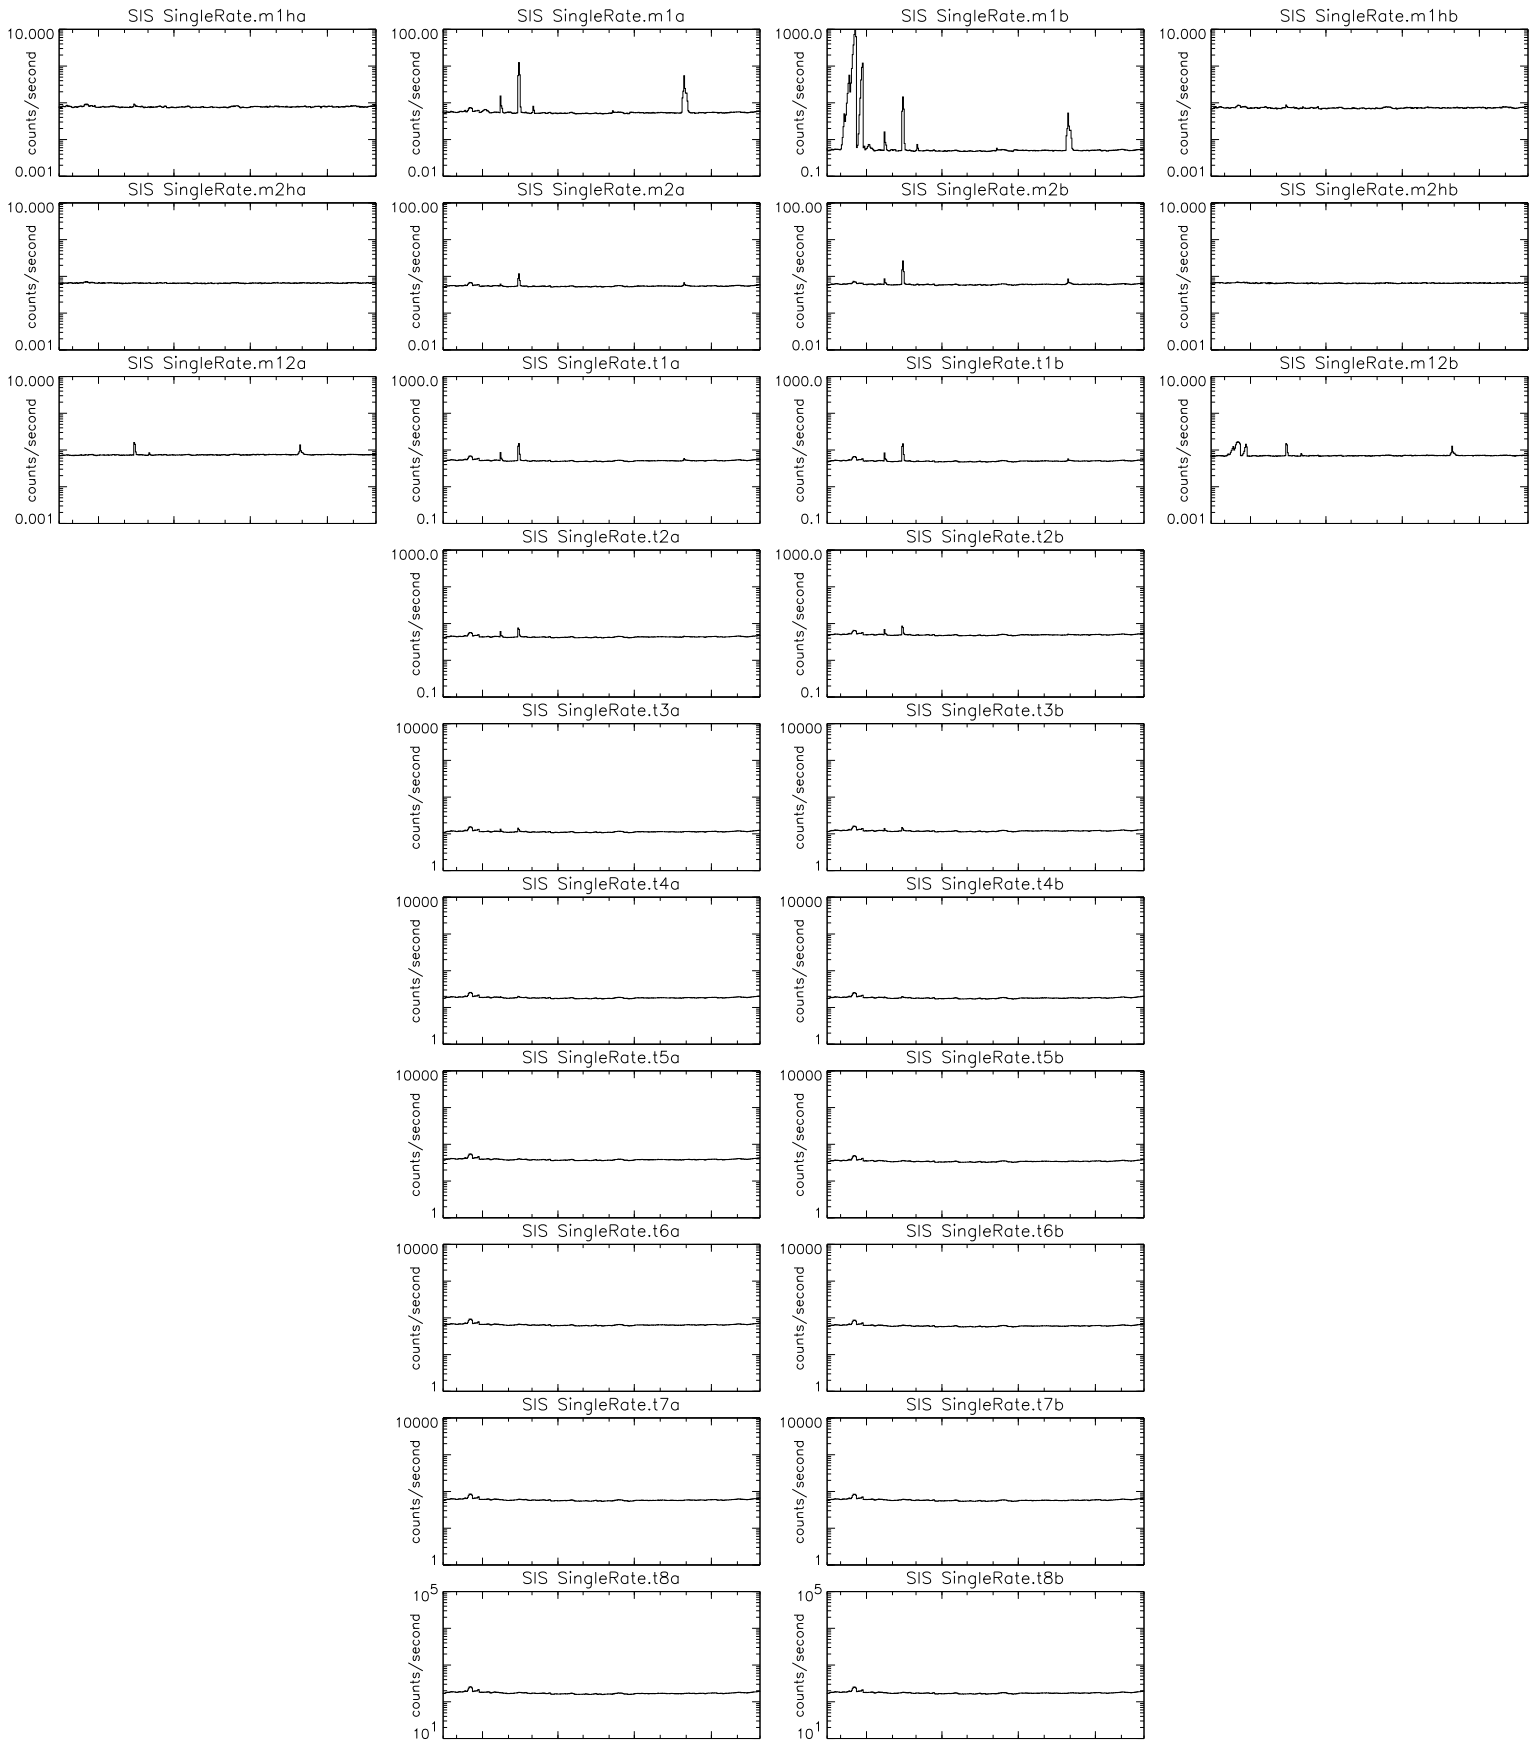 SIS SingleRate.m1ha
10.000
counts/second
0.001
SIS SingleRate.m1a
100.00
counts/second
0.01
SIS SingleRate.m1b
1000.0
counts/second
0.1
SIS SingleRate.m1hb
10.000
counts/second
0.001
SIS SingleRate.m2ha
10.000
counts/second
0.001
SIS SingleRate.m2a
100.00
counts/second
0.01
SIS SingleRate.m2b
100.00
counts/second
0.01
SIS SingleRate.m2hb
10.000
counts/second
0.001
SIS SingleRate.m12a
10.000
counts/second
0.001
SIS SingleRate.t1a
1000.0
counts/second
0.1
SIS SingleRate.t1b
1000.0
counts/second
0.1
SIS SingleRate.m12b
10.000
counts/second
0.001
SIS SingleRate.t2a
1000.0
counts/second
0.1
SIS SingleRate.t2b
1000.0
counts/second
0.1
SIS SingleRate.t3a
10000
counts/second
1
SIS SingleRate.t3b
10000
counts/second
1
SIS SingleRate.t4a
10000
counts/second
1
SIS SingleRate.t4b
10000
counts/second
1
SIS SingleRate.t5a
10000
counts/second
1
SIS SingleRate.t5b
10000
counts/second
1
SIS SingleRate.t6a
10000
counts/second
1
SIS SingleRate.t6b
10000
counts/second
1
SIS SingleRate.t7a
10000
counts/second
1
SIS SingleRate.t7b
10000
counts/second
1
SIS SingleRate.t8a
10⁵
counts/second
10¹
SIS SingleRate.t8b
10⁵
counts/second
10¹